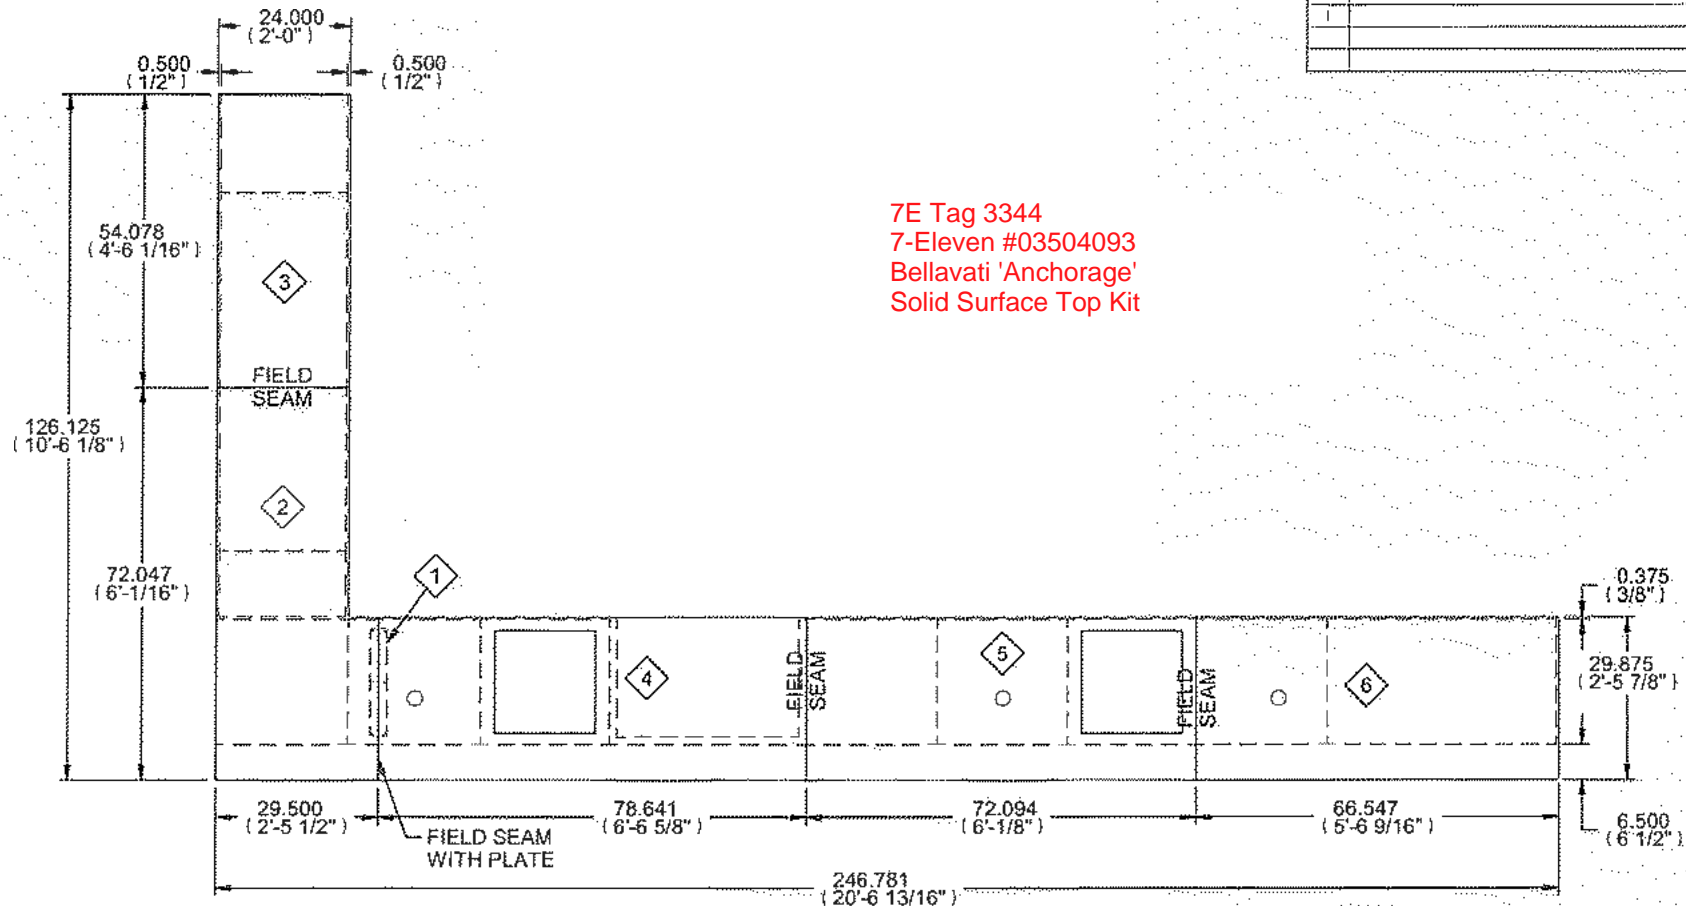 24.000
( 2'-0" )
0.500
( 1/2" )
0.500
( 1/2" )
54.078
( 4'-6 1/16" )
3
7E Tag 3344
7-Eleven #03504093
Bellavati 'Anchorage'
Solid Surface Top Kit
FIELD
SEAM
126.125
( 10'-6 1/8" )
2
72.047
( 6'-1/16" )
1
0.375
( 3/8" )
4
FIELD
SEAM
5
FIELD
SEAM
6
29.875
( 2'-5 7/8" )
29.500
( 2'-5 1/2" )
78.641
( 6'-6 5/8" )
72.094
( 6'-1/8" )
66.547
( 5'-6 9/16" )
6.500
( 6 1/2" )
FIELD SEAM
WITH PLATE
246.781
( 20'-6 13/16" )